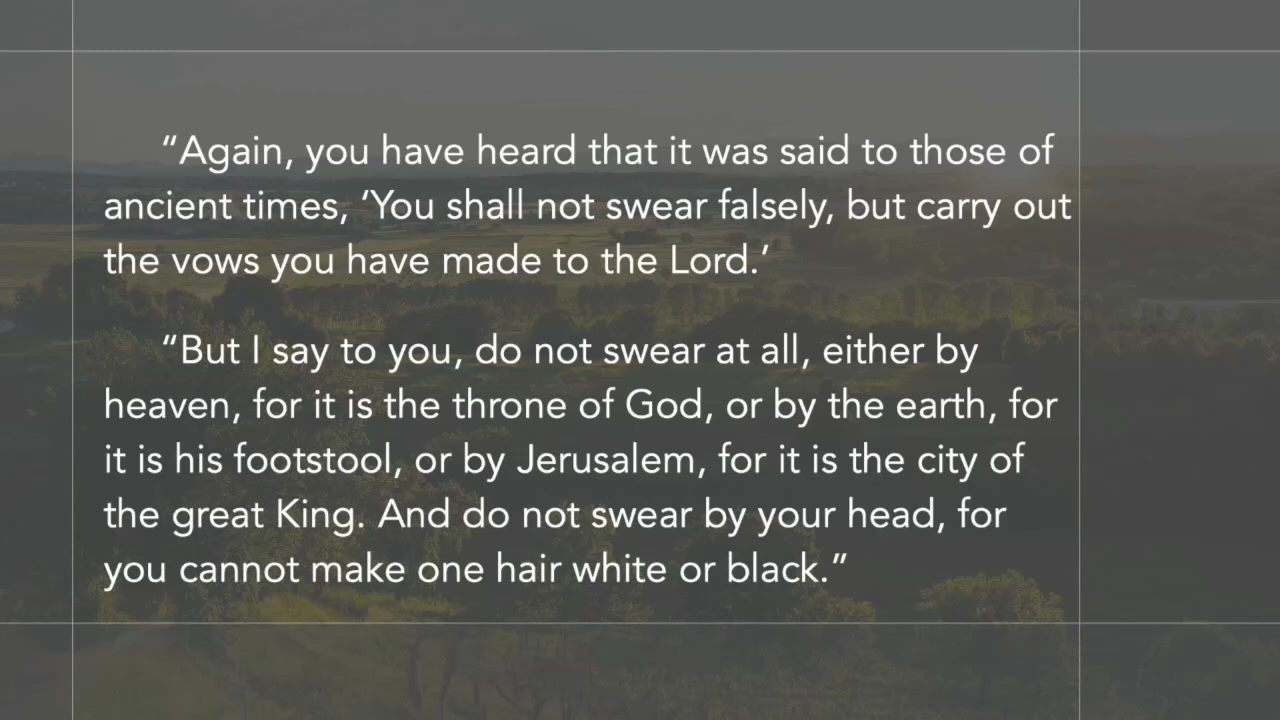 “Again, you have heard that it was said to those of
ancient times, ‘You shall not swear falsely, but carry out
the vows you have made to the Lord.’
“But I say to you, do not swear at all, either by
heaven, for it is the throne of God, or by the earth, for
it is his footstool, or by Jerusalem, for it is the city of
the great King. And do not swear by your head, for
you cannot make one hair white or black.”